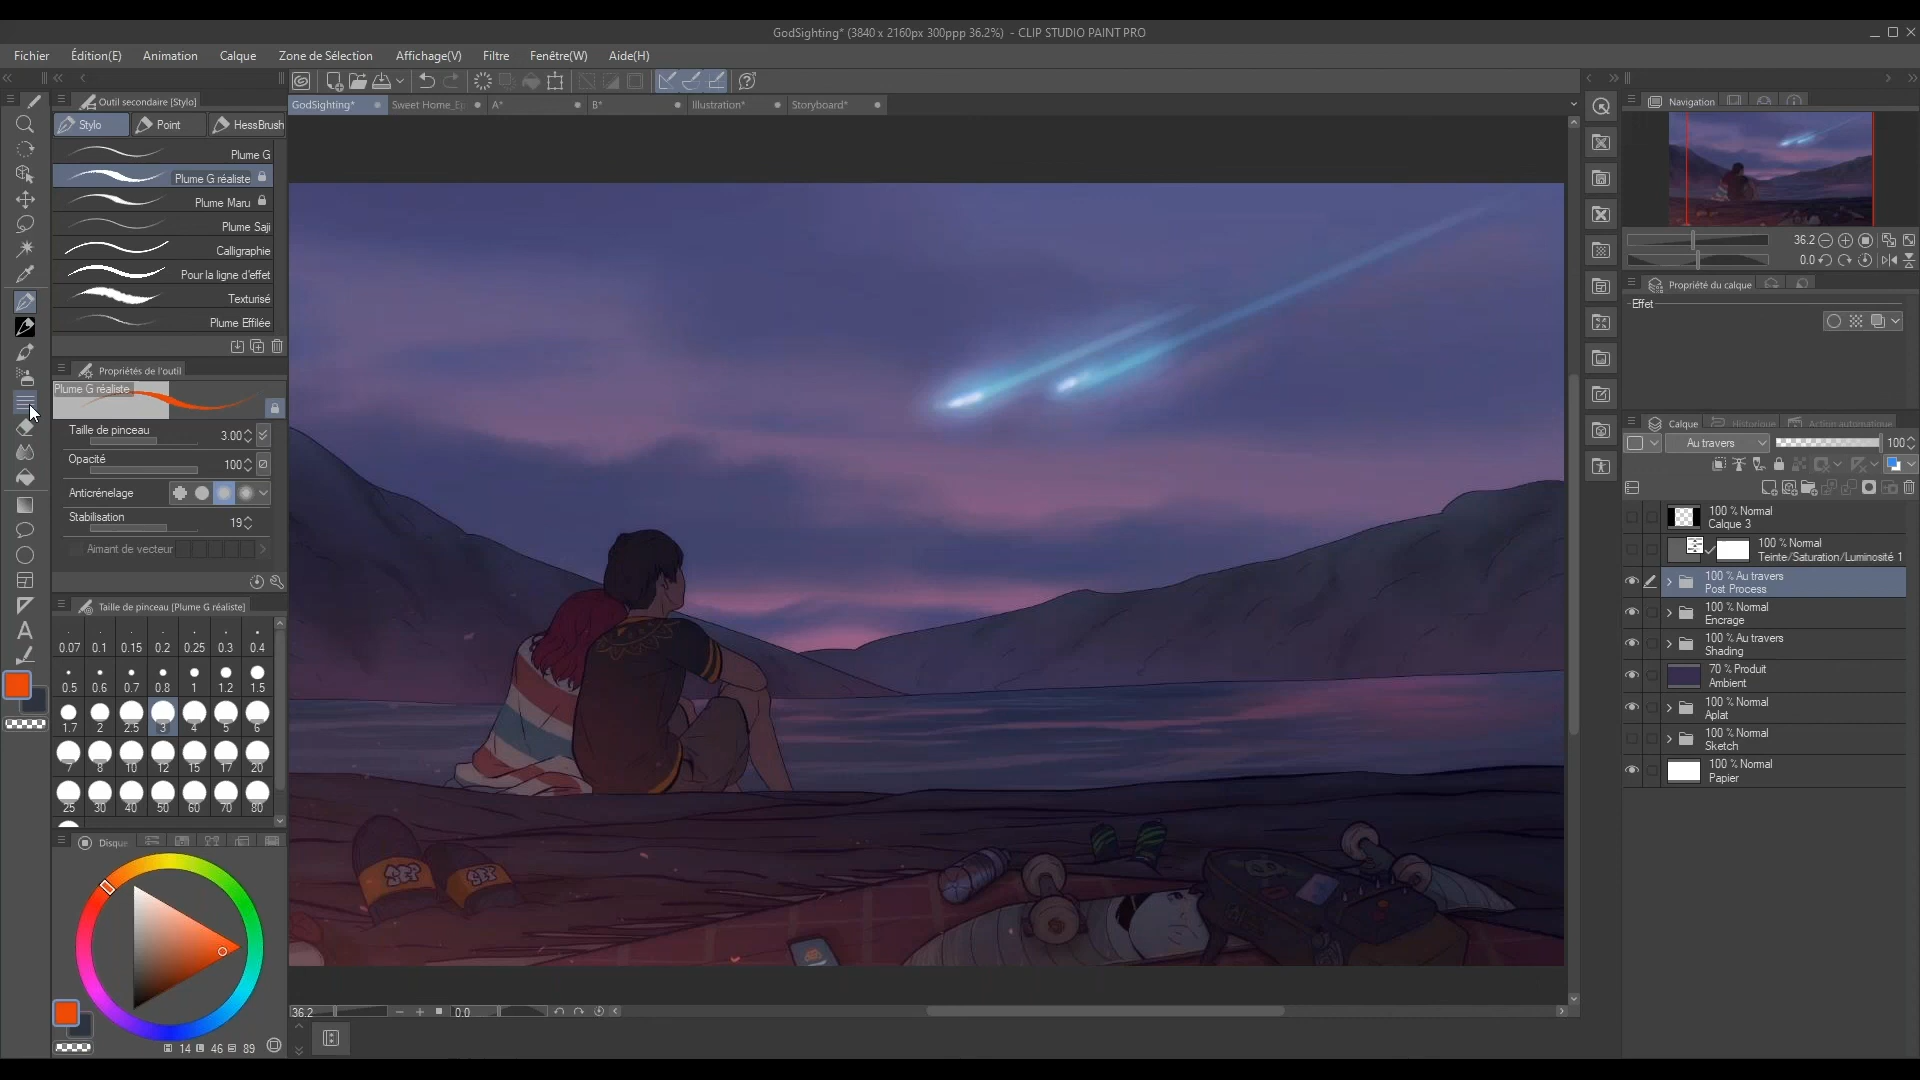 GodSighting* (3840 x 2160px 300ppp 36.2%) - CLIP STUDIO PAINT PRO
Fichier Édition(E) Animation Calque Zone de Sélection Affichage(V) Filtre Fenêtre(W) Aide(H)
Outil secondaire [Stylo]
GodSighting* Sweet Home_Ep A* B* Illustration* Storyboard*
Stylo Point HessBrush
Plume G
Plume G réaliste
Plume Maru
Plume Saji
Calligraphie
Pour la ligne d'effet
Texturisé
Plume Effilée
Propriétés de l'outil
Plume G réaliste
Taille de pinceau 3.00
Opacité 100
Anticrénelage
Stabilisation 19
Aimant de vecteur
Taille de pinceau [Plume G réaliste]
0.07 0.1 0.15 0.2 0.25 0.3 0.4
0.5 0.6 0.7 0.8 1 1.2 1.5
1.7 2 2.5 3 4 5 6
7 8 10 12 15 17 20
25 30 40 50 60 70 80
Disque
14 46 89
36.2 0.0
SEP SEP
Navigation
36.2
0.0
Propriété du calque
Effet
Calque Historique Action automatique
Au travers 100
100 % Normal
Calque 3
100 % Normal
Teinte/Saturation/Luminosité 1
100 % Au travers
Post Process
100 % Normal
Encrage
100 % Au travers
Shading
70 % Produit
Ambient
100 % Normal
Aplat
100 % Normal
Sketch
100 % Normal
Papier